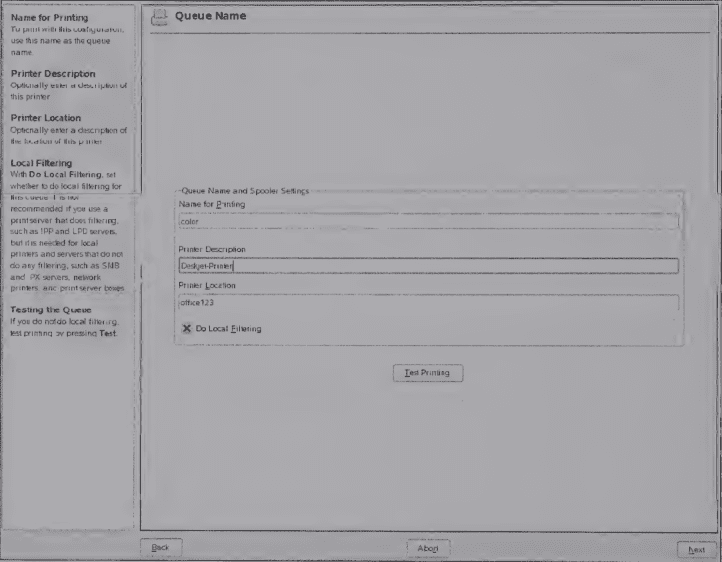 Name for Printing
To print with this configuration,
use this name as the queue
name.
Printer Description
Optionally enter a description of
this printer
Printer Location
Optionally enter a description of
the location of this printer
Local Filtering
With Do Local Filtering, set
whether to do local filtering for
this queue. It is not
recommended if you use a
print server that does filtering,
such as IPP and LPD servers,
but it is needed for local
printers and servers that do not
do any filtering, such as SMB
and IPX servers, network
printers, and print server boxes
Testing the Queue
If you do not do local filtering,
test printing by pressing Test.
Queue Name
Queue Name and Spooler Settings
Name for Printing
color
Printer Description
Deskjet-Printer
Printer Location
office123
Do Local Filtering
Test Printing
Back
Abort
Next